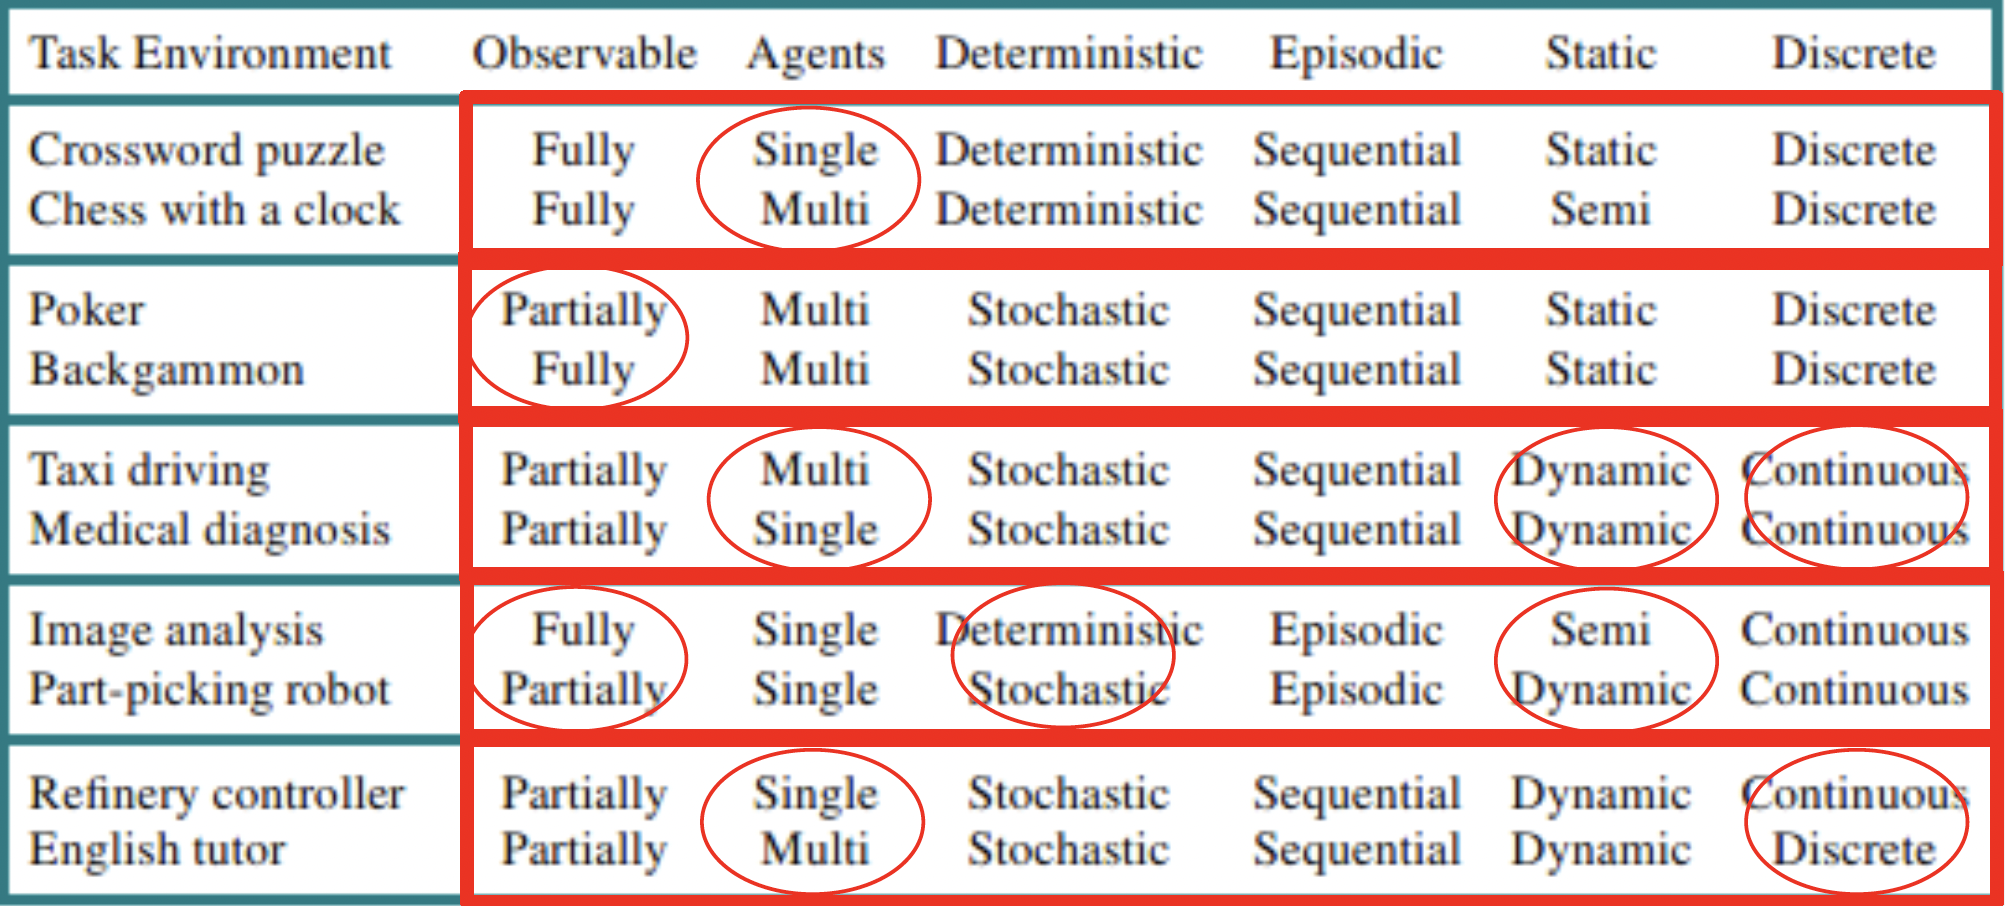 Task Environment Observable Agents Deterministic Episodic Static Discrete
Crossword puzzle Fully Single Deterministic Sequential Static Discrete
Chess with a clock Fully Multi Deterministic Sequential Semi Discrete
Poker Partially Multi Stochastic Sequential Static Discrete
Backgammon Fully Multi Stochastic Sequential Static Discrete
Taxi driving Partially Multi Stochastic Sequential Dynamic Continuous
Medical diagnosis Partially Single Stochastic Sequential Dynamic Continuous
Image analysis Fully Single Deterministic Episodic Semi Continuous
Part-picking robot Partially Single Stochastic Episodic Dynamic Continuous
Refinery controller Partially Single Stochastic Sequential Dynamic Continuous
English tutor Partially Multi Stochastic Sequential Dynamic Discrete